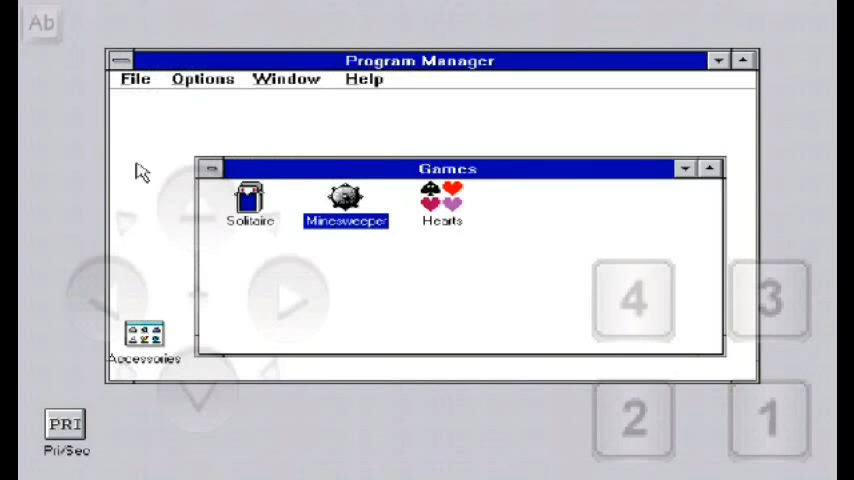 Ab
Program Manager
File Options Window Help
Games
Solitaire Minesweeper Hearts
4 3
Accessories
2 1
PRI
Pri/Sec